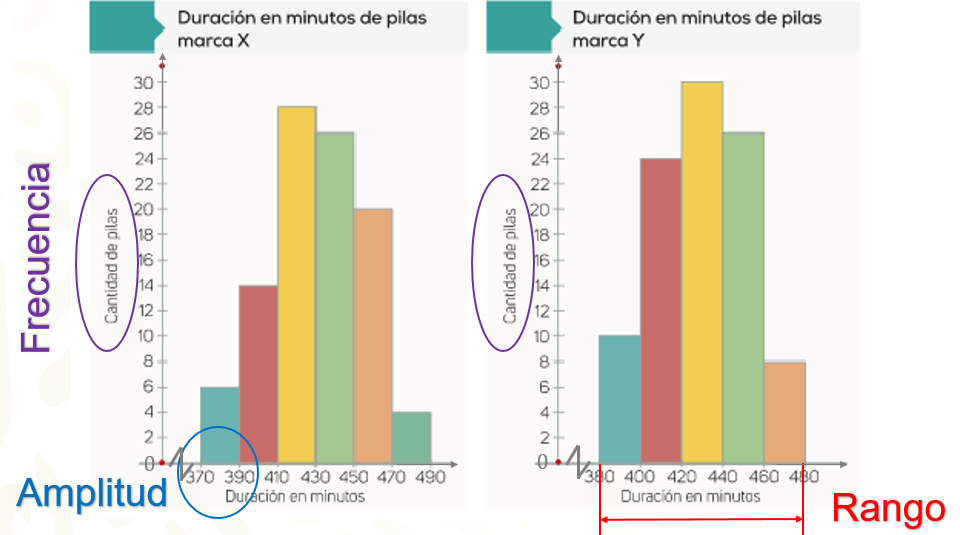 Duración en minutos de pilas
marca X
30
28
26
24
22
20
18
16
14
12
10
8
6
4
2
0
Cantidad de pilas
370 390 410 430 450 470 490
Duración en minutos
Duración en minutos de pilas
marca Y
30
28
26
24
22
20
18
16
14
12
10
8
6
4
2
0
Cantidad de pilas
380 400 420 440 460 480
Duración en minutos
Frecuencia
Amplitud
Rango